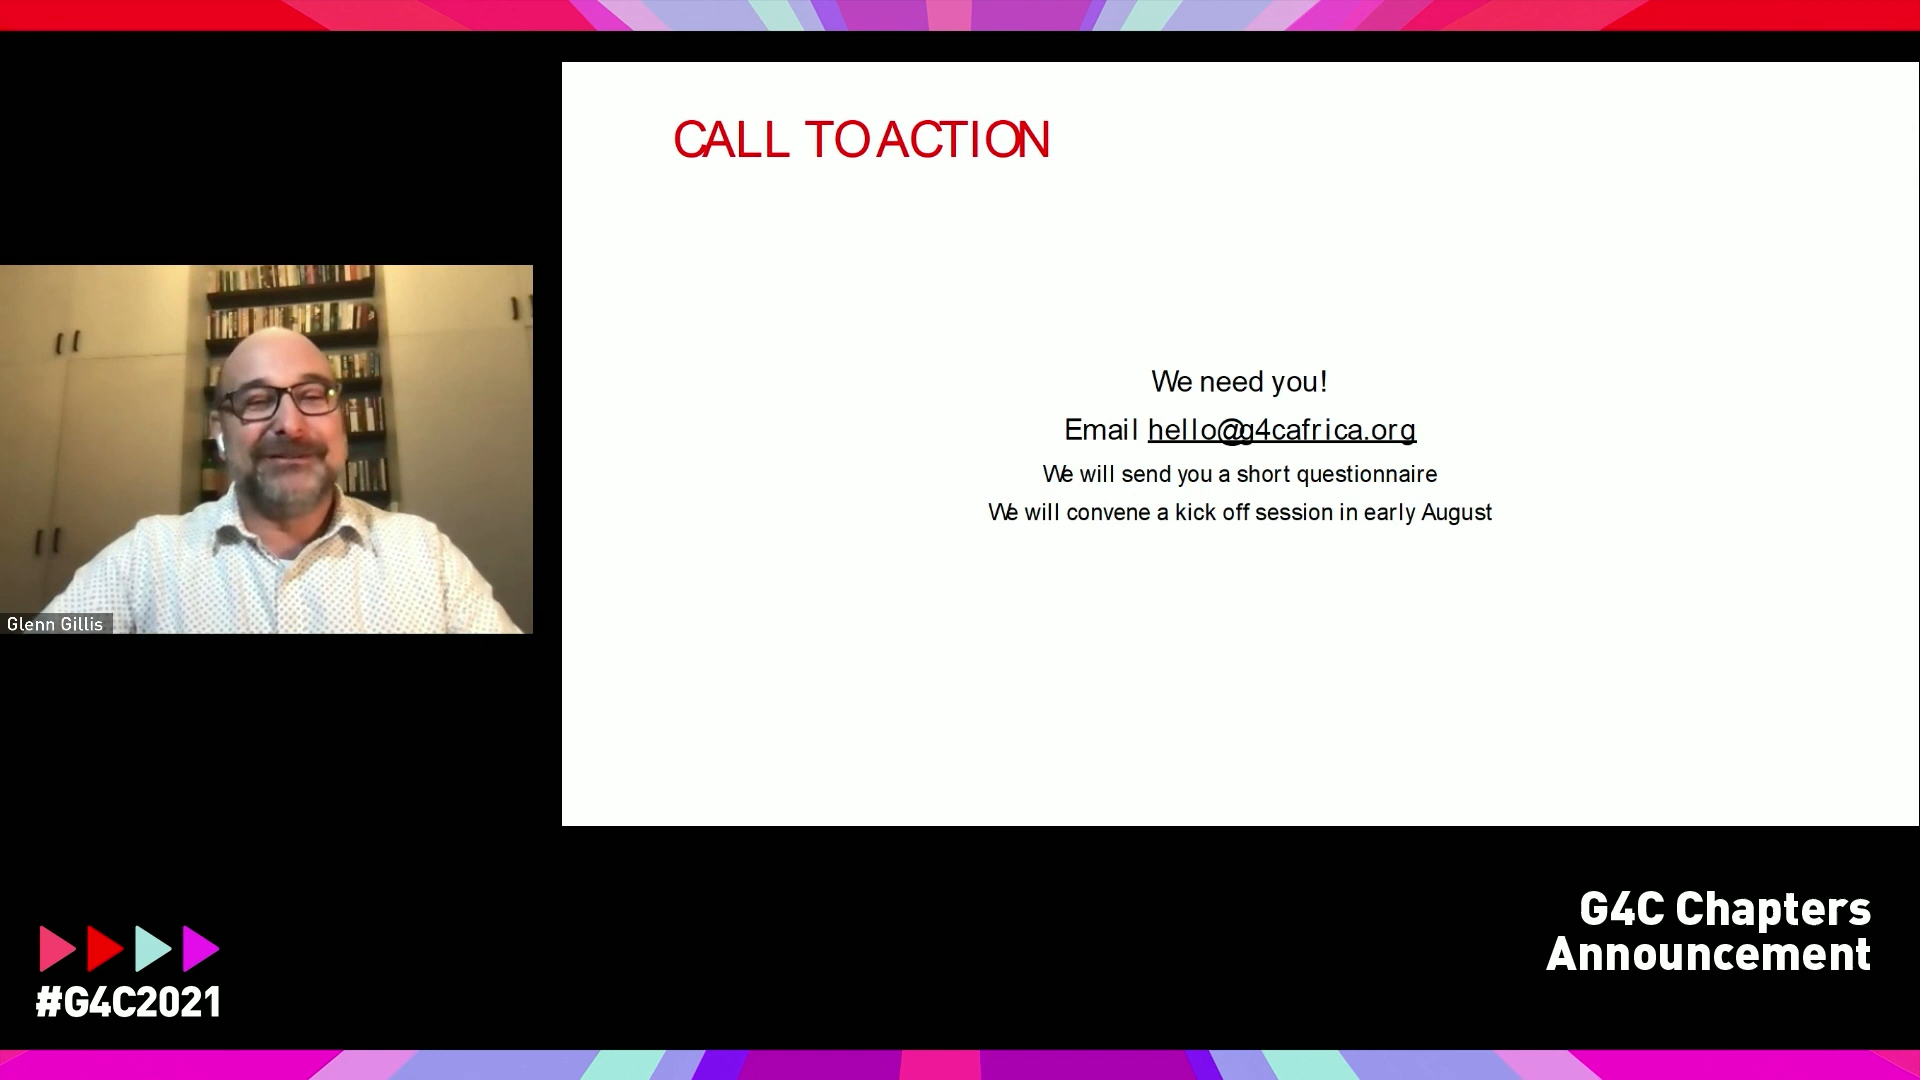 CALL TO ACTION
We need you!
Email hello@g4cafrica.org
We will send you a short questionnaire
We will convene a kick off session in early August
Glenn Gillis
#G4C2021
G4C Chapters
Announcement